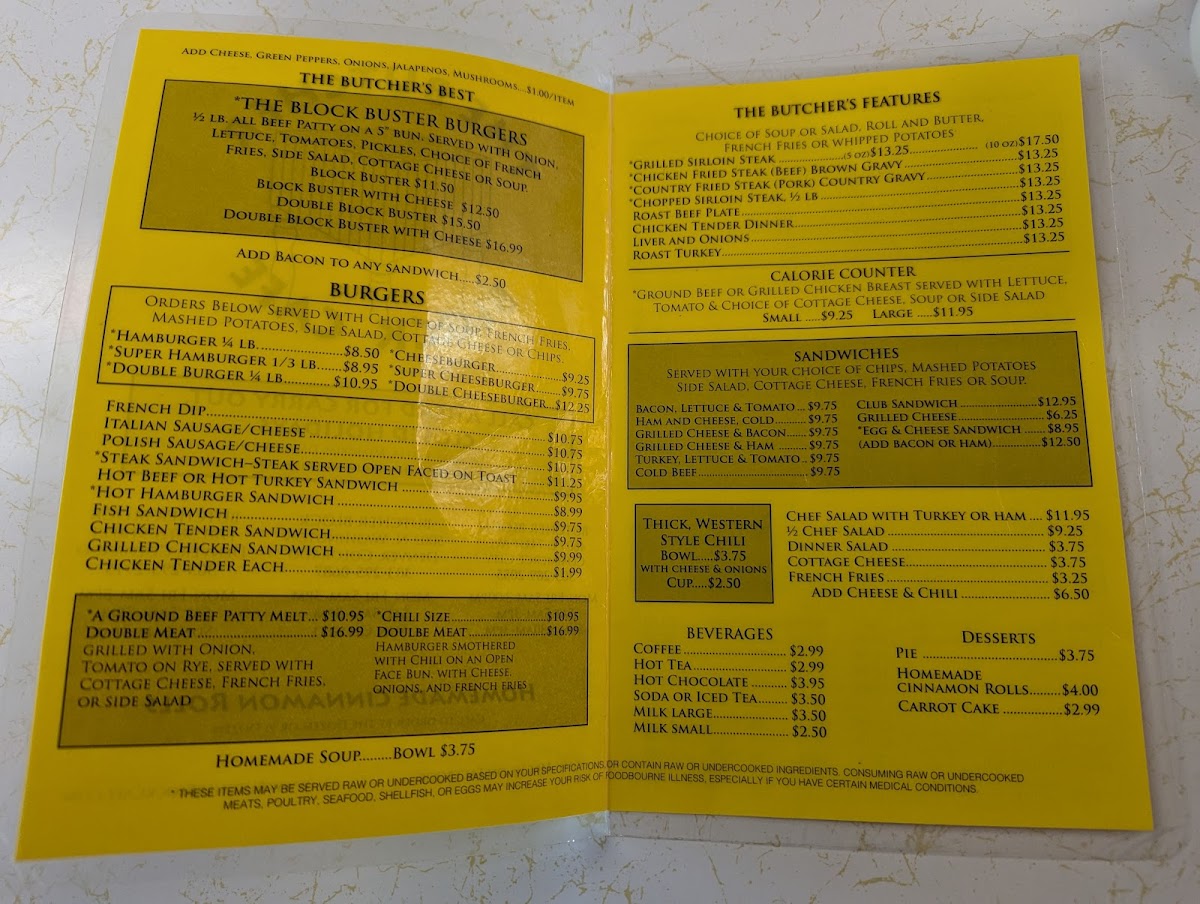 Add Cheese, Green Peppers, Onions, Jalapenos, Mushrooms...$1.00/item
THE BUTCHER'S BEST
*THE BLOCK BUSTER BURGERS
½ lb. all Beef Patty on a 5" bun. Served with Onion,
Lettuce, Tomatoes, Pickles, Choice of French
Fries, Side Salad, Cottage Cheese or Soup.
Block Buster $11.50
Block Buster with Cheese $12.50
Double Block Buster $15.50
Double Block Buster with Cheese $16.99
Add Bacon to any sandwich.....$2.50
BURGERS
Orders Below Served with Choice of Soup, French Fries,
Mashed Potatoes, Side Salad, Cottage Cheese or Chips.
*Hamburger ¼ lb..........$8.50 *Cheeseburger..........$9.25
*Super Hamburger 1/3 lb.......$8.95 *Super Cheeseburger..........$9.75
*Double Burger ¼ lb..........$10.95 *Double Cheeseburger...$12.25
French Dip..........$10.75
Italian Sausage/cheese..........$10.75
Polish Sausage/cheese..........$10.75
*Steak Sandwich–Steak served Open Faced on Toast.....$11.25
Hot Beef or Hot Turkey Sandwich..........$9.95
*Hot Hamburger Sandwich..........$8.99
Fish Sandwich..........$9.75
Chicken Tender Sandwich..........$9.75
Grilled Chicken Sandwich..........$9.99
Chicken Tender Each..........$1.99
*A Ground Beef Patty Melt... $10.95
Double Meat.......... $16.99
grilled with Onion,
Tomato on Rye, served with
Cottage Cheese, French Fries,
or side Salad
*Chili Size..........$10.95
Doulbe Meat..........$16.99
Hamburger smothered
with Chili on an Open
Face Bun, with Cheese,
onions, and french fries
Homemade Soup.........Bowl $3.75
THE BUTCHER'S FEATURES
Choice of Soup or Salad, Roll and Butter,
French Fries or whipped Potatoes
*Grilled Sirloin Steak ..........(5 oz)$13.25.......... (10 oz)$17.50
*Chicken Fried Steak (Beef) Brown Gravy..........$13.25
*Country Fried Steak (Pork) Country Gravy..........$13.25
*Chopped Sirloin Steak, ½ lb..........$13.25
Roast Beef Plate..........$13.25
Chicken Tender Dinner..........$13.25
Liver and Onions..........$13.25
Roast Turkey..........$13.25
CALORIE COUNTER
*Ground Beef or Grilled Chicken Breast served with Lettuce,
Tomato & Choice of Cottage Cheese, Soup or Side Salad
Small .....$9.25 Large .....$11.95
SANDWICHES
Served with your choice of chips, Mashed Potatoes
Side Salad, Cottage Cheese, French Fries or Soup.
Bacon, Lettuce & Tomato... $9.75
Ham and cheese, cold.......... $9.75
Grilled Cheese & Bacon...... $9.75
Grilled Cheese & Ham ......... $9.75
Turkey, Lettuce & Tomato.. $9.75
Cold Beef.......... $9.75
Club Sandwich..........$12.95
Grilled Cheese..........$6.25
*Egg & Cheese Sandwich ......$8.95
(add bacon or ham)..........$12.50
Thick, Western
Style Chili
Bowl.....$3.75
with cheese & onions
Cup.....$2.50
Chef Salad with Turkey or ham .... $11.95
½ Chef Salad .......... $9.25
Dinner Salad .......... $3.75
Cottage Cheese.......... $3.75
French Fries.......... $3.25
Add Cheese & Chili .......... $6.50
BEVERAGES
Coffee.......... $2.99
Hot Tea.......... $2.99
Hot Chocolate .......... $3.95
Soda or Iced Tea....... $3.50
Milk large.......... $3.50
Milk small.......... $2.50
DESSERTS
Pie ..........$3.75
Homemade
Cinnamon Rolls........$4.00
Carrot Cake ..........$2.99
* THESE ITEMS MAY BE SERVED RAW OR UNDERCOOKED BASED ON YOUR SPECIFICATIONS, OR CONTAIN RAW OR UNDERCOOKED INGREDIENTS. CONSUMING RAW OR UNDERCOOKED
MEATS, POULTRY, SEAFOOD, SHELLFISH, OR EGGS MAY INCREASE YOUR RISK OF FOODBOURNE ILLNESS, ESPECIALLY IF YOU HAVE CERTAIN MEDICAL CONDITIONS.